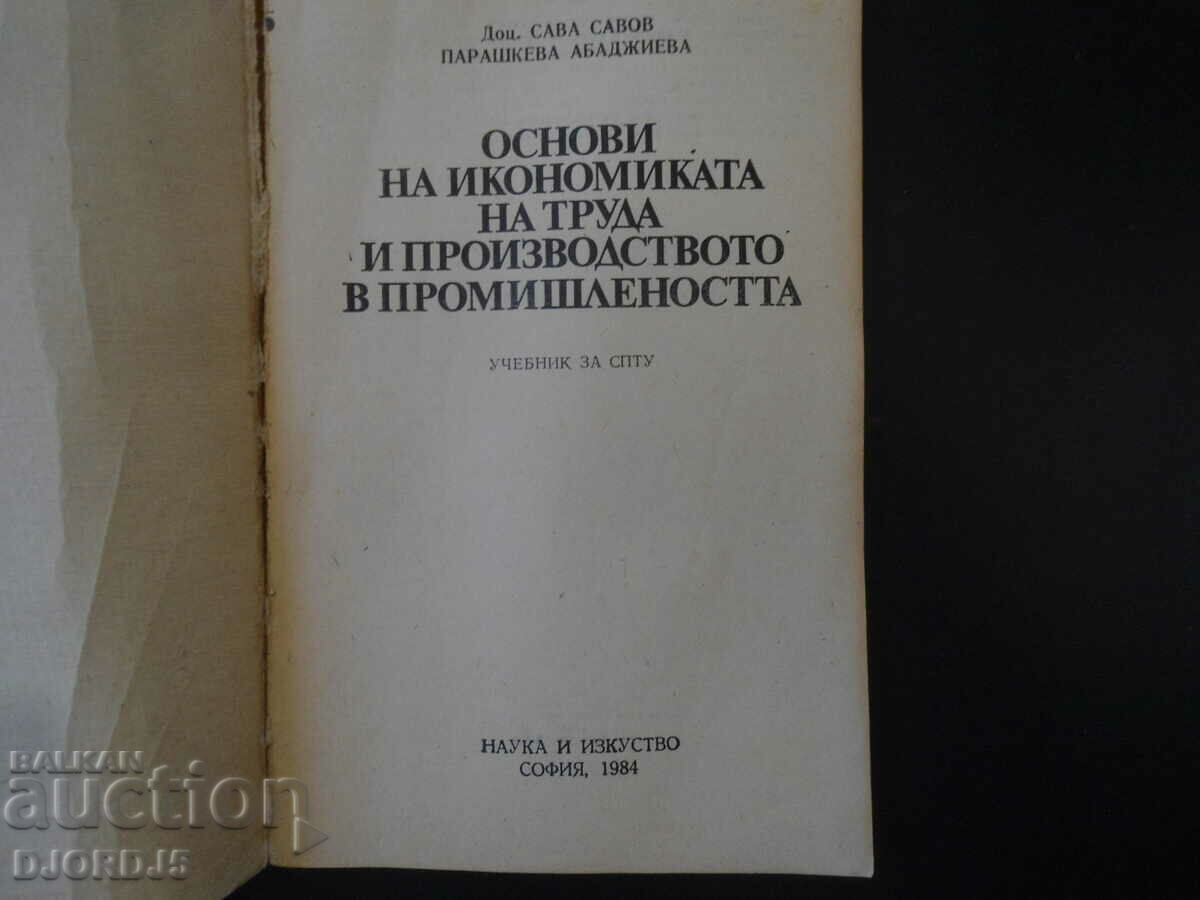 Доц. САВА САВОВ
ПАРАШКЕВА АБАДЖИЕВА
ОСНОВИ
НА ИКОНОМИКАТА
НА ТРУДА
И ПРОИЗВОДСТВОТО
В ПРОМИШЛЕНОСТТА
УЧЕБНИК ЗА СПТУ
НАУКА И ИЗКУСТВО
СОФИЯ, 1984
BALKAN
auction
DJORDJ5